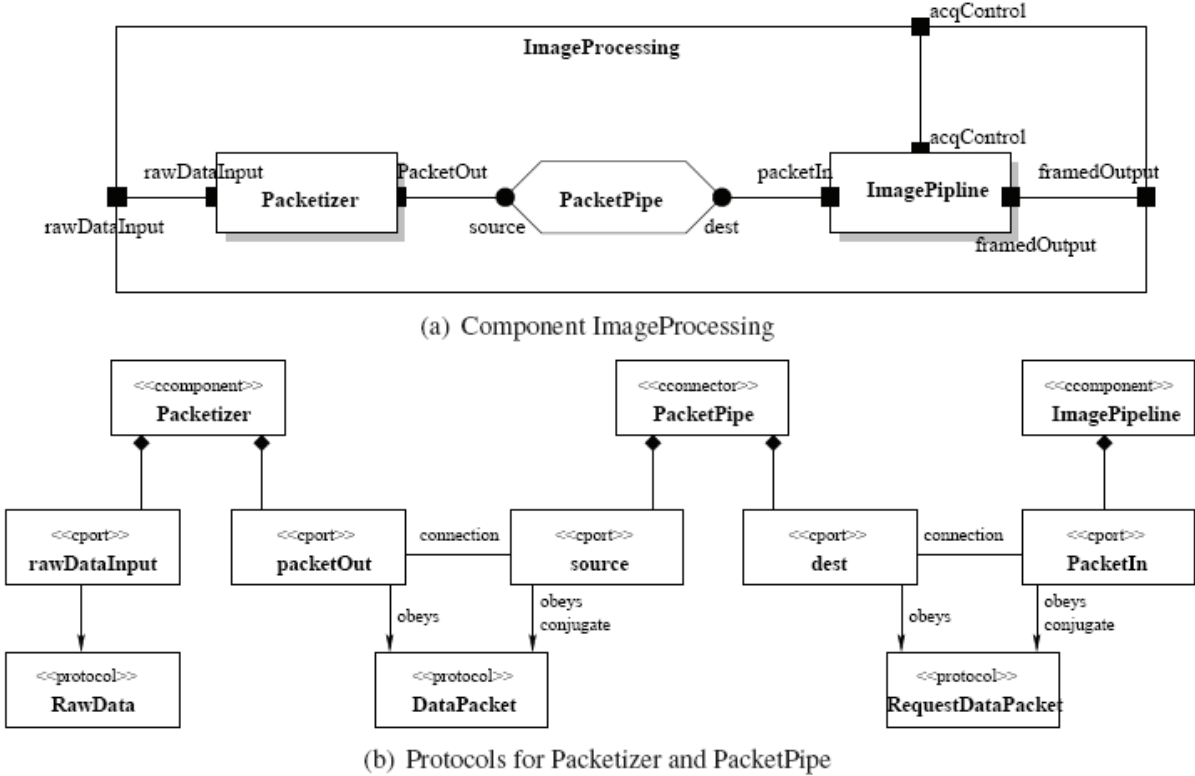 acqControl
ImageProcessing
acqControl
rawDataInput
PacketOut
packetIn
framedOutput
Packetizer
PacketPipe
ImagePipline
rawDataInput
source
dest
framedOutput
(a) Component ImageProcessing
<<ccomponent>>
Packetizer
<<cconnector>>
PacketPipe
<<ccomponent>>
ImagePipeline
<<cport>>
rawDataInput
<<cport>>
packetOut
connection
<<cport>>
source
<<cport>>
dest
connection
<<cport>>
PacketIn
obeys
obeys
conjugate
obeys
obeys
conjugate
<<protocol>>
RawData
<<protocol>>
DataPacket
<<protocol>>
RequestDataPacket
(b) Protocols for Packetizer and PacketPipe